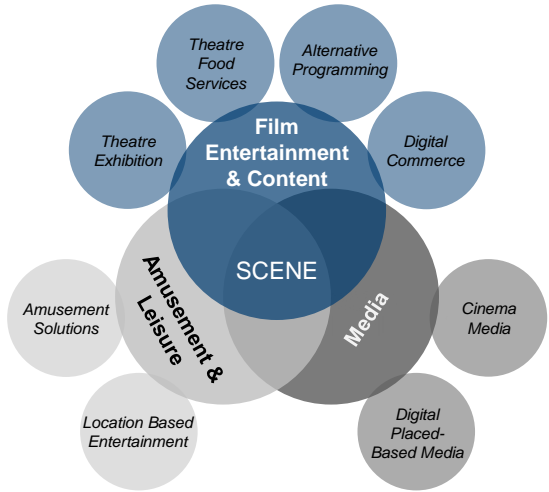 Theatre
Food
Services
Alternative
Programming
Theatre
Exhibition
Film
Entertainment
& Content
Digital
Commerce
SCENE
Amusement &
Leisure
Media
Amusement
Solutions
Cinema
Media
Location Based
Entertainment
Digital
Placed-
Based Media